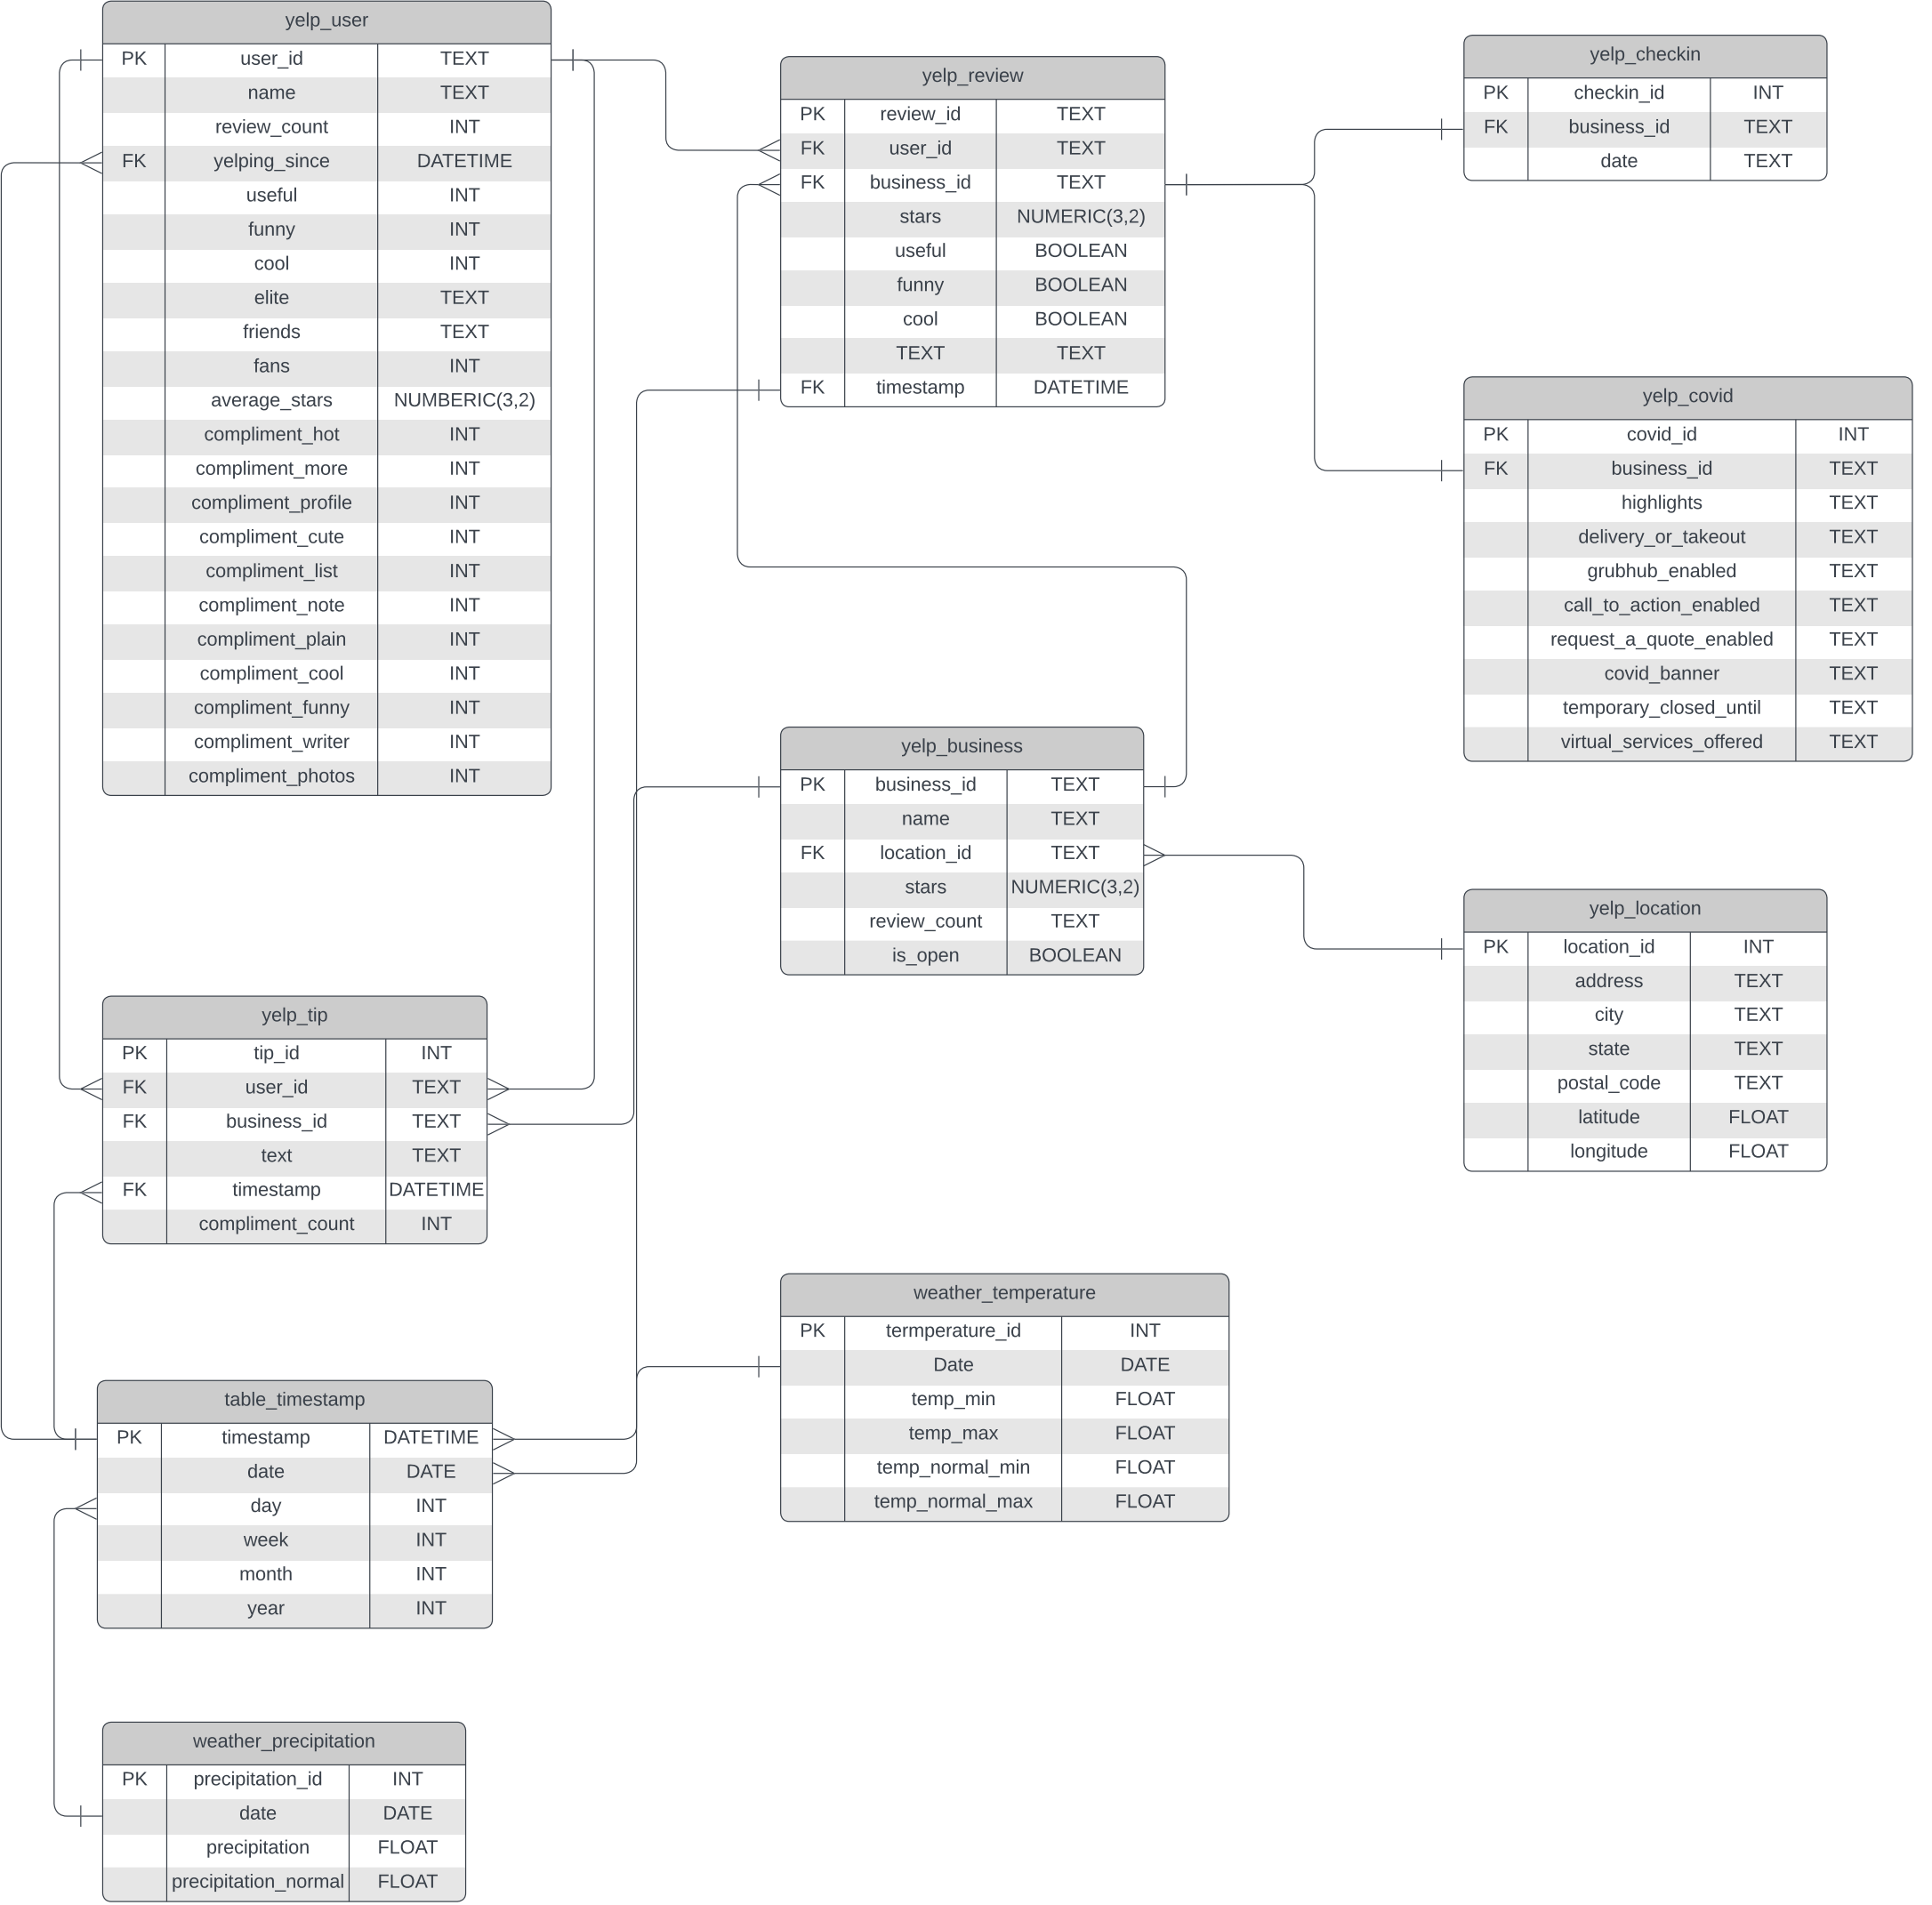 yelp_user
PK user_id TEXT
name TEXT
review_count INT
FK yelping_since DATETIME
useful INT
funny INT
cool INT
elite TEXT
friends TEXT
fans INT
average_stars NUMBERIC(3,2)
compliment_hot INT
compliment_more INT
compliment_profile INT
compliment_cute INT
compliment_list INT
compliment_note INT
compliment_plain INT
compliment_cool INT
compliment_funny INT
compliment_writer INT
compliment_photos INT
yelp_review
PK review_id TEXT
FK user_id TEXT
FK business_id TEXT
stars NUMERIC(3,2)
useful BOOLEAN
funny BOOLEAN
cool BOOLEAN
TEXT TEXT
FK timestamp DATETIME
yelp_checkin
PK checkin_id INT
FK business_id TEXT
date TEXT
yelp_covid
PK covid_id INT
FK business_id TEXT
highlights TEXT
delivery_or_takeout TEXT
grubhub_enabled TEXT
call_to_action_enabled TEXT
request_a_quote_enabled TEXT
covid_banner TEXT
temporary_closed_until TEXT
virtual_services_offered TEXT
yelp_business
PK business_id TEXT
name TEXT
FK location_id TEXT
stars NUMERIC(3,2)
review_count TEXT
is_open BOOLEAN
yelp_location
PK location_id INT
address TEXT
city TEXT
state TEXT
postal_code TEXT
latitude FLOAT
longitude FLOAT
yelp_tip
PK tip_id INT
FK user_id TEXT
FK business_id TEXT
text TEXT
FK timestamp DATETIME
compliment_count INT
weather_temperature
PK termperature_id INT
Date DATE
temp_min FLOAT
temp_max FLOAT
temp_normal_min FLOAT
temp_normal_max FLOAT
table_timestamp
PK timestamp DATETIME
date DATE
day INT
week INT
month INT
year INT
weather_precipitation
PK precipitation_id INT
date DATE
precipitation FLOAT
precipitation_normal FLOAT